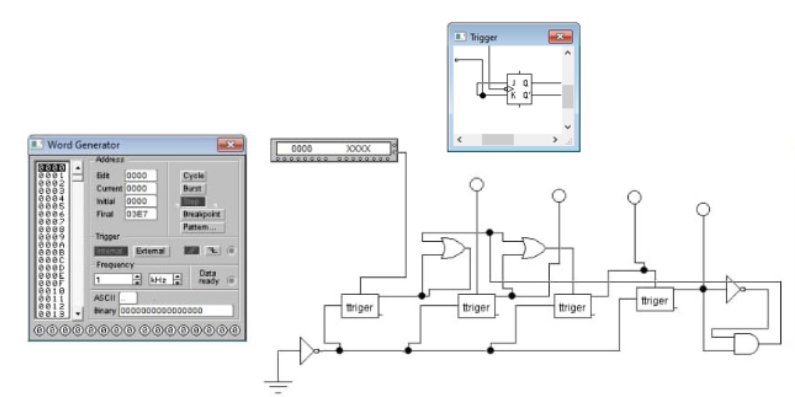 Trigger
J Q
K Q'
Word Generator
Address
0000
0001
0002
0003
0004
0005
0006
0007
0008
0009
000A
000B
000C
000D
000E
000F
0010
0011
0012
0013
Edit 0000
Current 0000
Initial 0000
Final 03E7
Cycle
Burst
Step
Breakpoint
Pattern...
Trigger
Internal External
Frequency
1 kHz
Data
ready
ASCII
Binary 0000000000000000
0000 XXXX
ttriger
ttriger
ttriger
ttriger